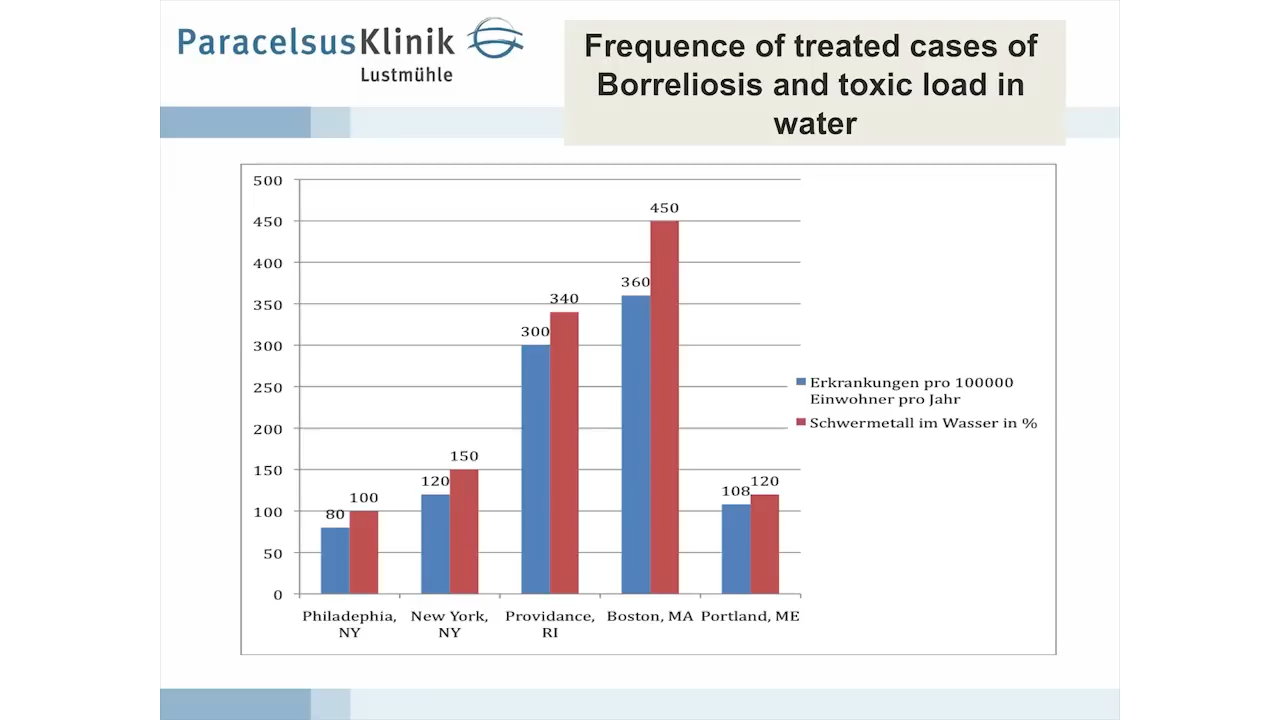 ParacelsusKlinik
Lustmühle
Frequence of treated cases of
Borreliosis and toxic load in
water
500
450
400
350
300
250
200
150
100
50
0
80
100
120
150
300
340
360
450
108
120
Philadephia,
NY
New York,
NY
Providance,
RI
Boston, MA
Portland, ME
Erkrankungen pro 100000
Einwohner pro Jahr
Schwermetall im Wasser in %